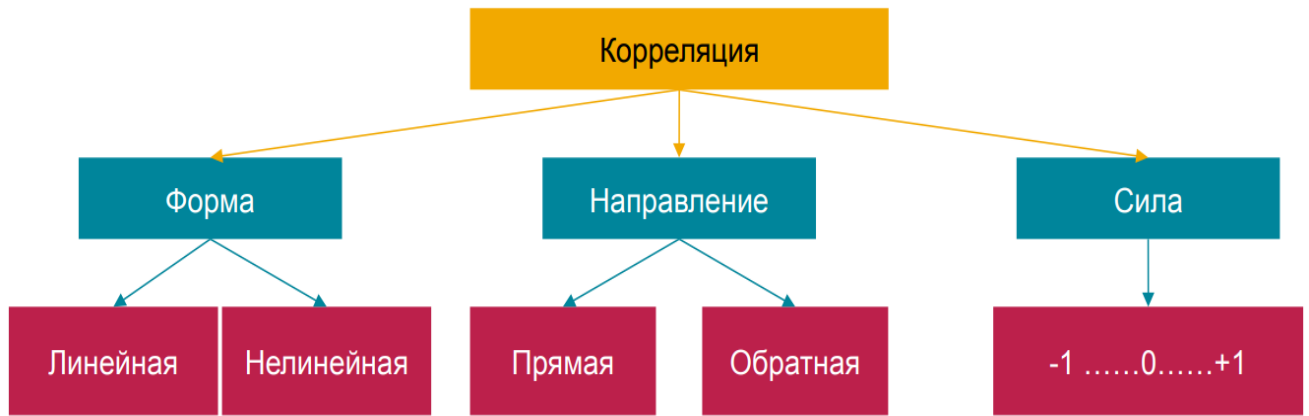 Корреляция
Форма
Направление
Сила
Линейная
Нелинейная
Прямая
Обратная
-1 ......0......+1